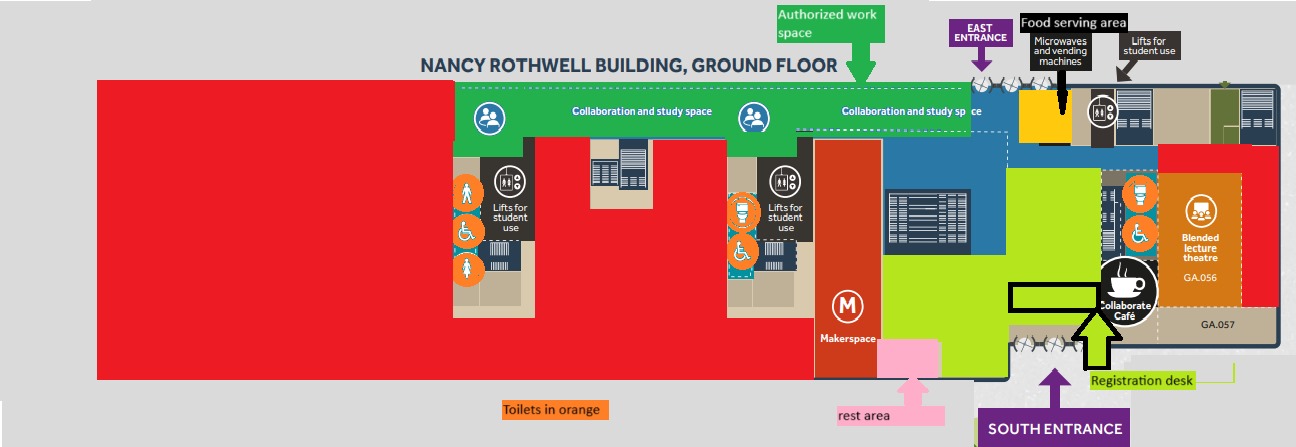 Authorized work
space
EAST
ENTRANCE
Food serving area
Microwaves
and vending
machines
Lifts for
student use
NANCY ROTHWELL BUILDING, GROUND FLOOR
Collaboration and study space
Collaboration and study space
Lifts for
student
use
Lifts for
student
use
Blended
lecture
theatre
GA.056
M
Makerspace
Collaborate
Café
GA.057
Registration desk
Toilets in orange
rest area
SOUTH ENTRANCE